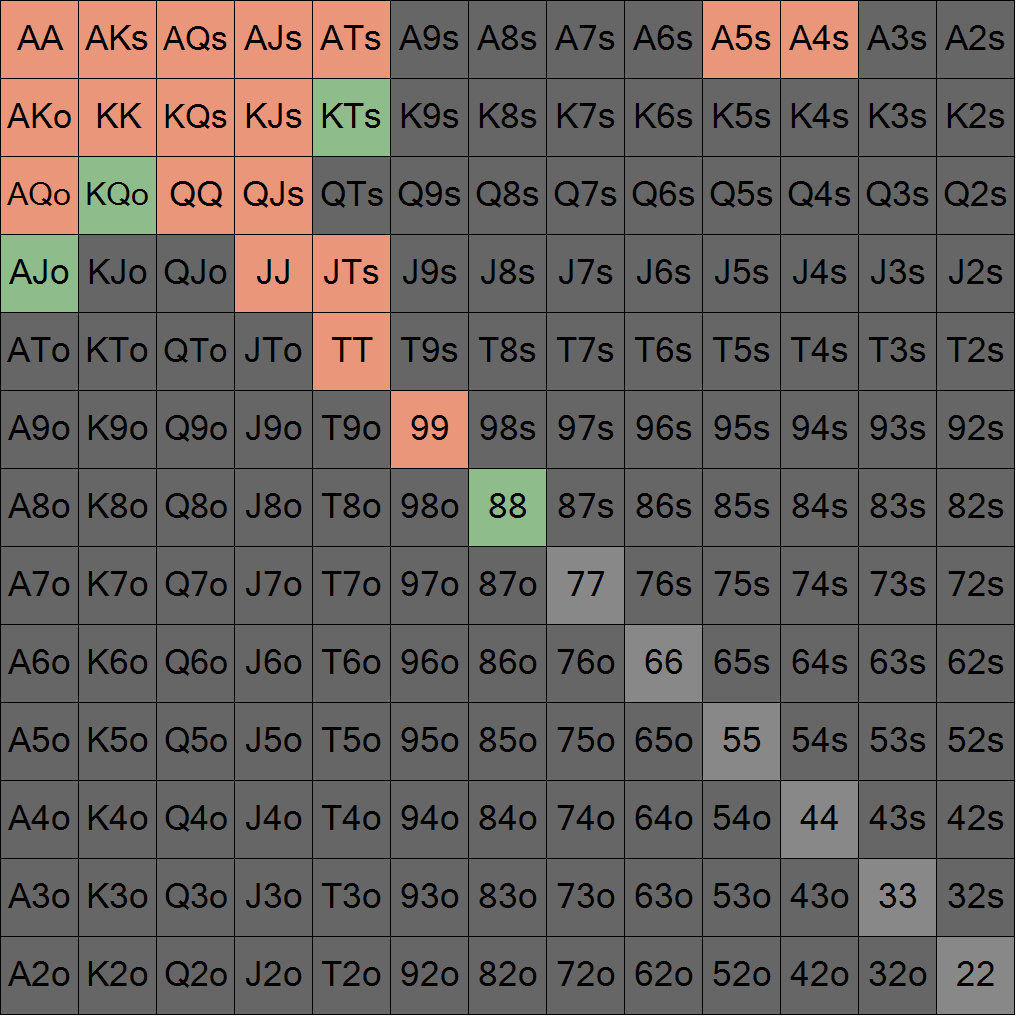 AA AKs AQs AJs ATs A9s A8s A7s A6s A5s A4s A3s A2s
AKo KK KQs KJs KTs K9s K8s K7s K6s K5s K4s K3s K2s
AQo KQo QQ QJs QTs Q9s Q8s Q7s Q6s Q5s Q4s Q3s Q2s
AJo KJo QJo JJ JTs J9s J8s J7s J6s J5s J4s J3s J2s
ATo KTo QTo JTo TT T9s T8s T7s T6s T5s T4s T3s T2s
A9o K9o Q9o J9o T9o 99 98s 97s 96s 95s 94s 93s 92s
A8o K8o Q8o J8o T8o 98o 88 87s 86s 85s 84s 83s 82s
A7o K7o Q7o J7o T7o 97o 87o 77 76s 75s 74s 73s 72s
A6o K6o Q6o J6o T6o 96o 86o 76o 66 65s 64s 63s 62s
A5o K5o Q5o J5o T5o 95o 85o 75o 65o 55 54s 53s 52s
A4o K4o Q4o J4o T4o 94o 84o 74o 64o 54o 44 43s 42s
A3o K3o Q3o J3o T3o 93o 83o 73o 63o 53o 43o 33 32s
A2o K2o Q2o J2o T2o 92o 82o 72o 62o 52o 42o 32o 22